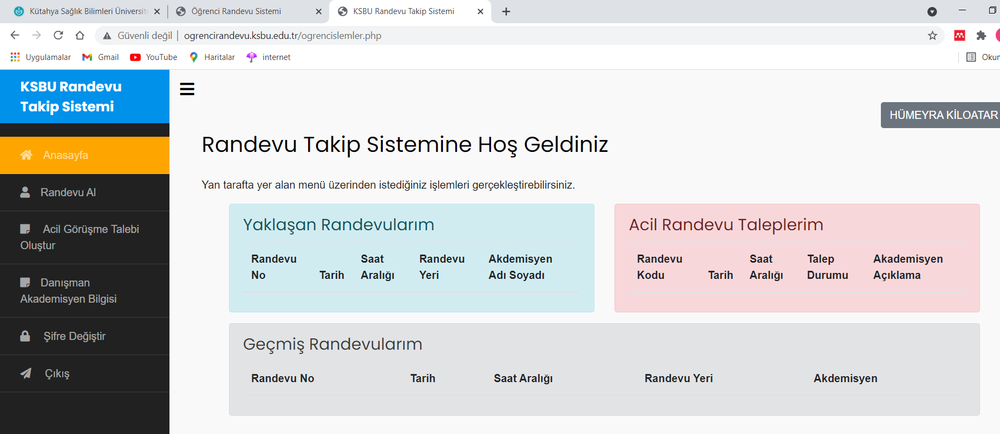 Kütahya Sağlık Bilimleri Üniversite
Öğrenci Randevu Sistemi
KSBU Randevu Takip Sistemi
Güvenli değil
ogrencirandevu.ksbu.edu.tr/ogrencislemler.php
Uygulamalar
Gmail
YouTube
Haritalar
internet
Okun
KSBU Randevu
Takip Sistemi
HÜMEYRA KİLOATAR
Anasayfa
Randevu Al
Acil Görüşme Talebi
Oluştur
Danışman
Akademisyen Bilgisi
Şifre Değiştir
Çıkış
Randevu Takip Sistemine Hoş Geldiniz
Yan tarafta yer alan menü üzerinden istediğiniz işlemleri gerçekleştirebilirsiniz.
Yaklaşan Randevularım
Randevu Saat Randevu Akdemisyen
No Tarih Aralığı Yeri Adı Soyadı
Acil Randevu Taleplerim
Randevu Saat Talep Akademisyen
Kodu Tarih Aralığı Durumu Açıklama
Geçmiş Randevularım
Randevu No Tarih Saat Aralığı Randevu Yeri Akdemisyen